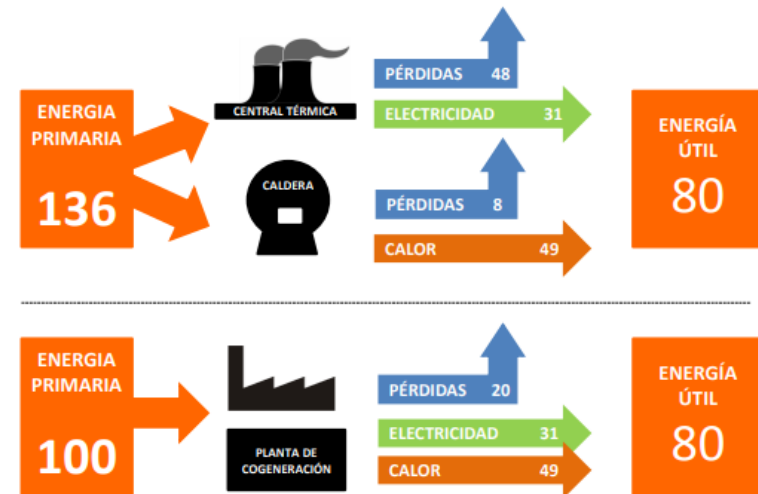 ENERGIA
PRIMARIA
136
CENTRAL TÉRMICA
CALDERA
PÉRDIDAS 48
ELECTRICIDAD 31
PÉRDIDAS 8
CALOR 49
ENERGÍA
ÚTIL
80
ENERGIA
PRIMARIA
100
PLANTA DE
COGENERACIÓN
PÉRDIDAS 20
ELECTRICIDAD 31
CALOR 49
ENERGÍA
ÚTIL
80